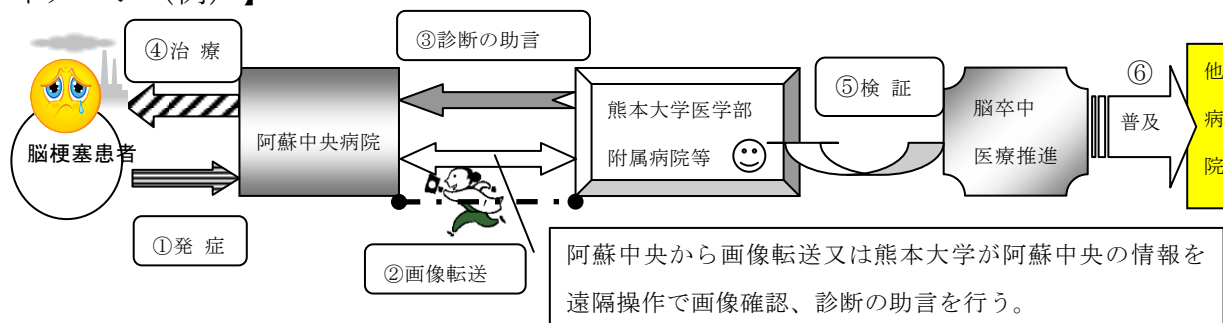 ④治 療
③診断の助言
阿蘇中央病院
熊本大学医学部
附属病院等
⑤検 証
脳卒中
医療推進
⑥
普及
他
病
院
脳梗塞患者
①発 症
②画像転送
阿蘇中央から画像転送又は熊本大学が阿蘇中央の情報を
遠隔操作で画像確認、診断の助言を行う。